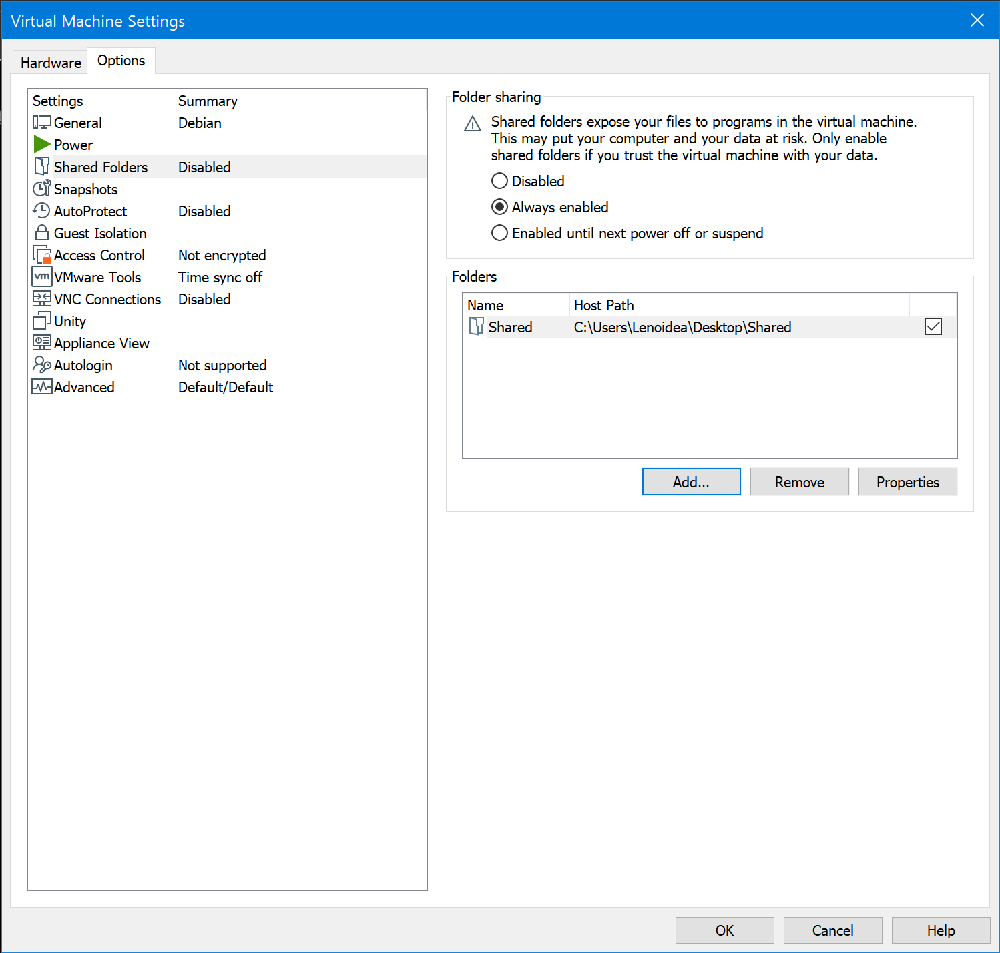 Virtual Machine Settings
Hardware
Options
Settings Summary
General Debian
Power
Shared Folders Disabled
Snapshots
AutoProtect Disabled
Guest Isolation
Access Control Not encrypted
vm VMware Tools Time sync off
VNC Connections Disabled
Unity
Appliance View
Autologin Not supported
Advanced Default/Default
Folder sharing
Shared folders expose your files to programs in the virtual machine.
This may put your computer and your data at risk. Only enable
shared folders if you trust the virtual machine with your data.
Disabled
Always enabled
Enabled until next power off or suspend
Folders
Name Host Path
Shared C:\Users\Lenoidea\Desktop\Shared
Add... Remove Properties
OK Cancel Help